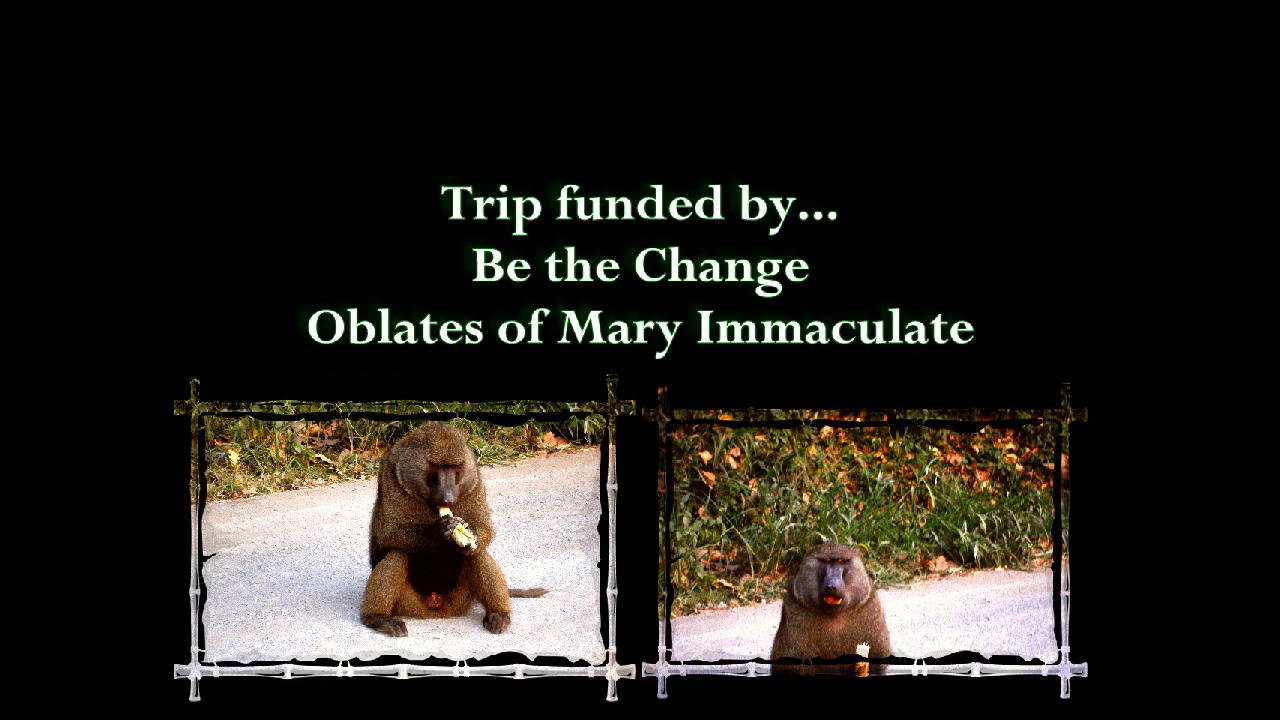 Trip funded by...
Be the Change
Oblates of Mary Immaculate